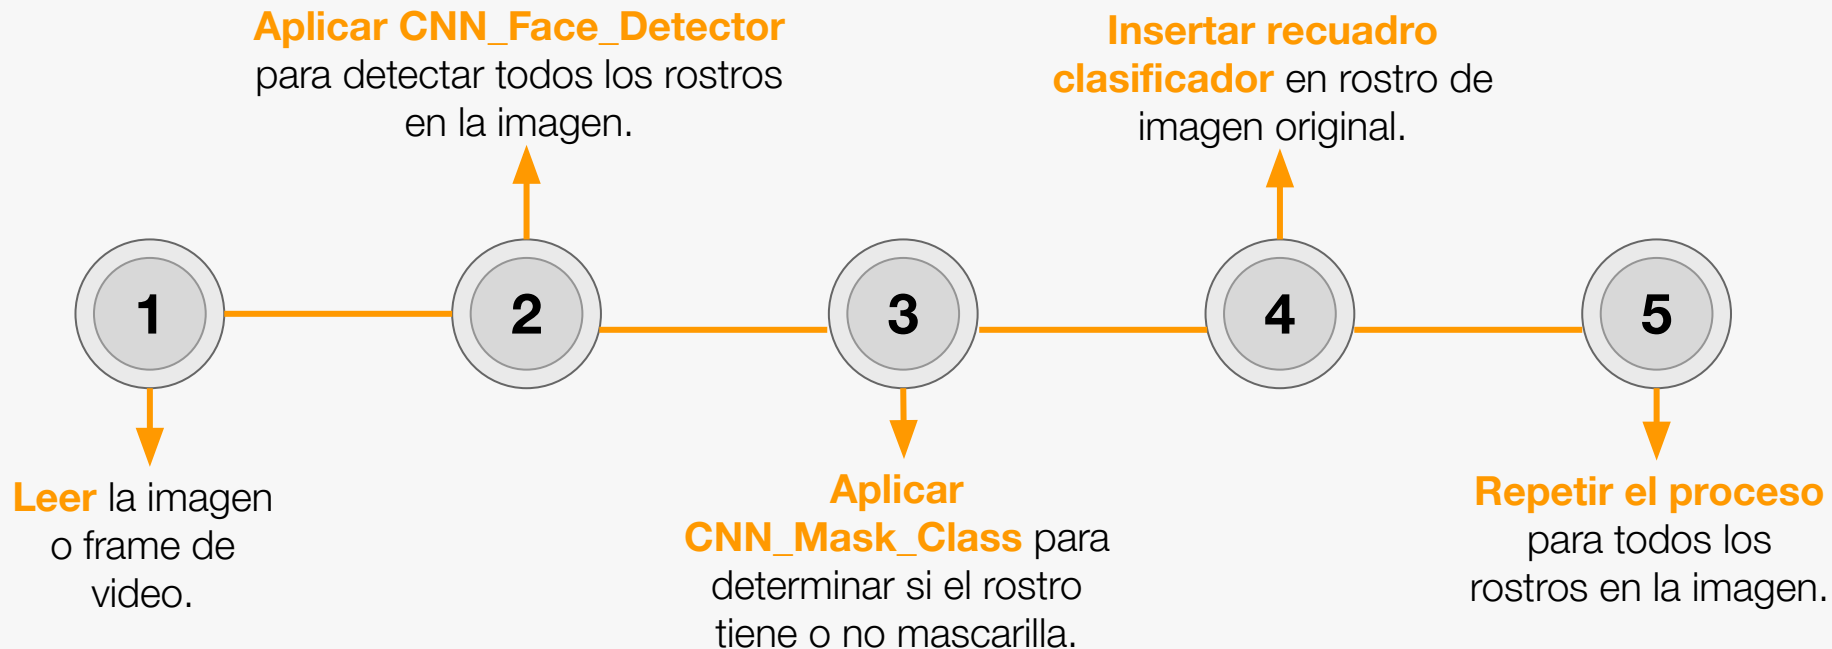 1
Leer la imagen
o frame de
video.
2
Aplicar CNN_Face_Detector
para detectar todos los rostros
en la imagen.
3
Aplicar
CNN_Mask_Class para
determinar si el rostro
tiene o no mascarilla.
4
Insertar recuadro
clasificador en rostro de
imagen original.
5
Repetir el proceso
para todos los
rostros en la imagen.